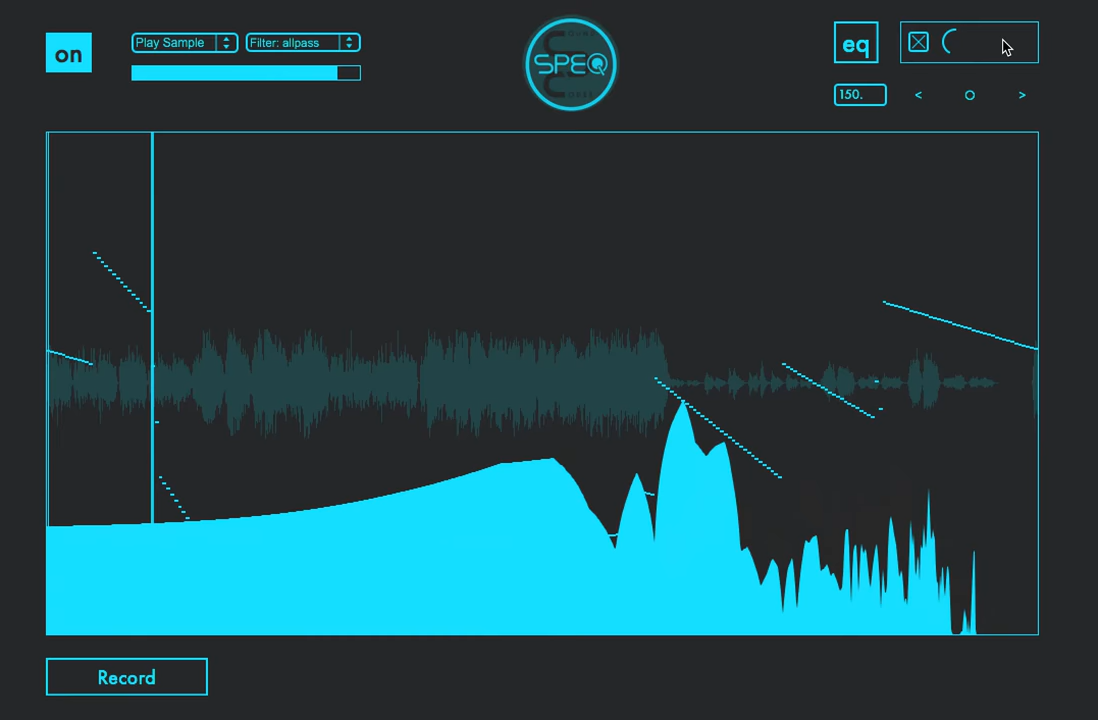 on
Play Sample
Filter: allpass
SPEQ
eq
150.
<
>
Record